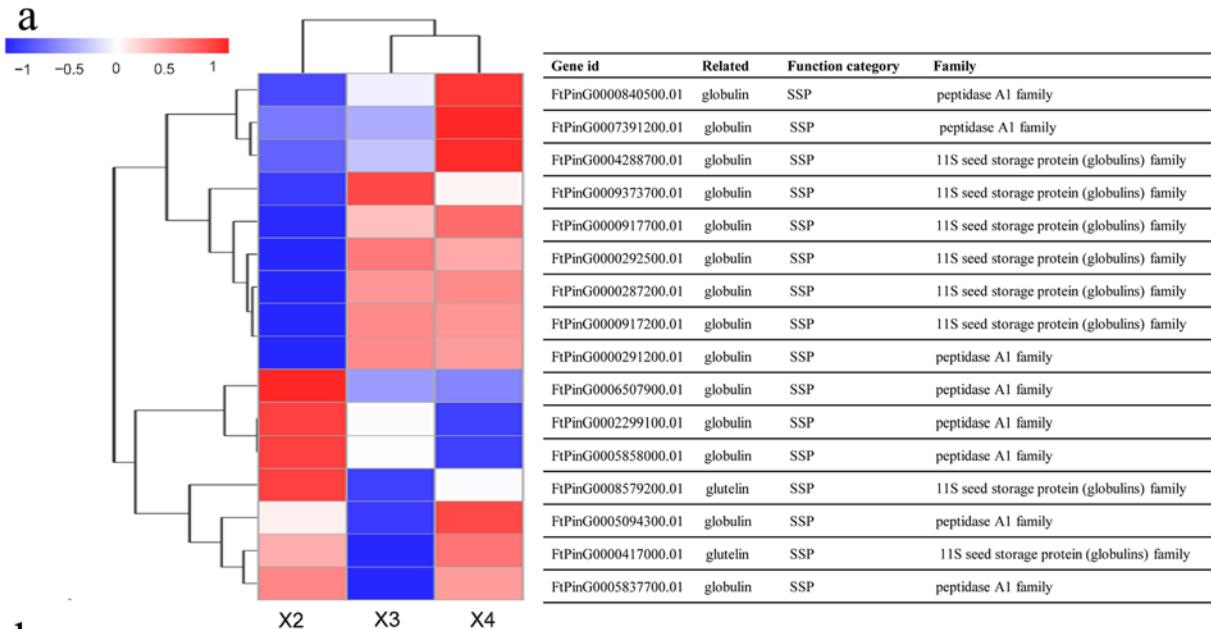 a
−1 −0.5 0 0.5 1
Gene id Related Function category Family
FtPinG0000840500.01 globulin SSP peptidase A1 family
FtPinG0007391200.01 globulin SSP peptidase A1 family
FtPinG0004288700.01 globulin SSP 11S seed storage protein (globulins) family
FtPinG0009373700.01 globulin SSP 11S seed storage protein (globulins) family
FtPinG0000917700.01 globulin SSP 11S seed storage protein (globulins) family
FtPinG0000292500.01 globulin SSP 11S seed storage protein (globulins) family
FtPinG0000287200.01 globulin SSP 11S seed storage protein (globulins) family
FtPinG0000917200.01 globulin SSP 11S seed storage protein (globulins) family
FtPinG0000291200.01 globulin SSP peptidase A1 family
FtPinG0006507900.01 globulin SSP peptidase A1 family
FtPinG0002299100.01 globulin SSP peptidase A1 family
FtPinG0005858000.01 globulin SSP peptidase A1 family
FtPinG0008579200.01 glutelin SSP 11S seed storage protein (globulins) family
FtPinG0005094300.01 globulin SSP peptidase A1 family
FtPinG0000417000.01 glutelin SSP 11S seed storage protein (globulins) family
FtPinG0005837700.01 globulin SSP peptidase A1 family
X2 X3 X4